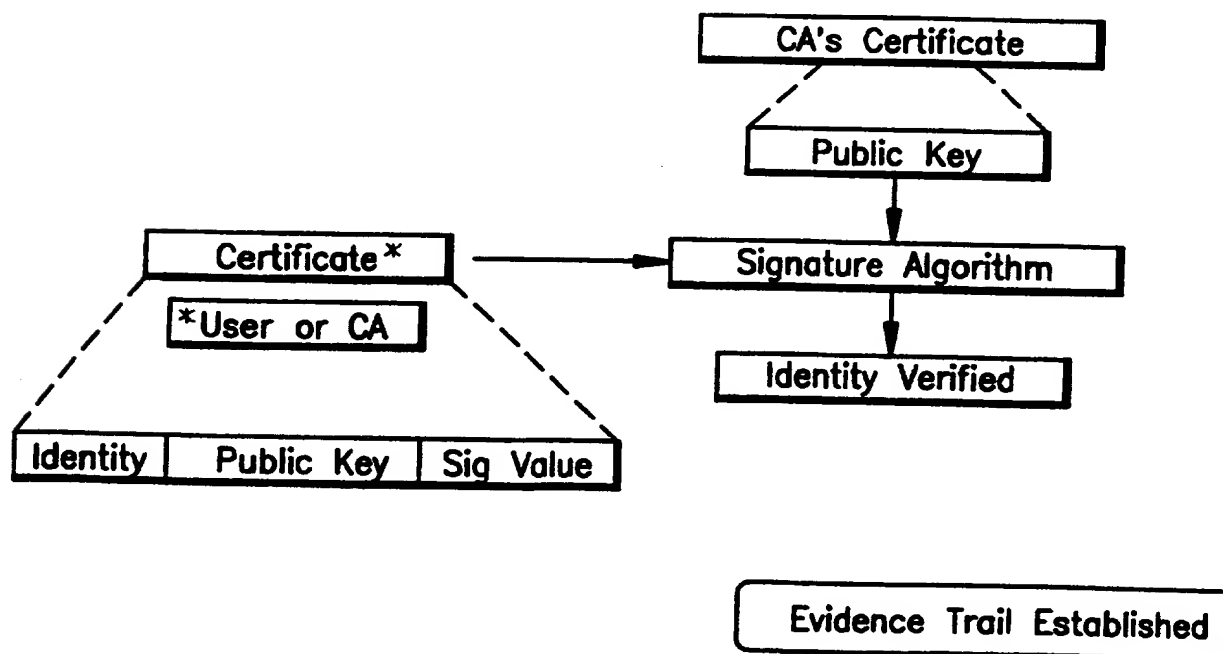 CA's Certificate
Public Key
Certificate*
Signature Algorithm
*User or CA
Identity Verified
Identity Public Key Sig Value
Evidence Trail Established